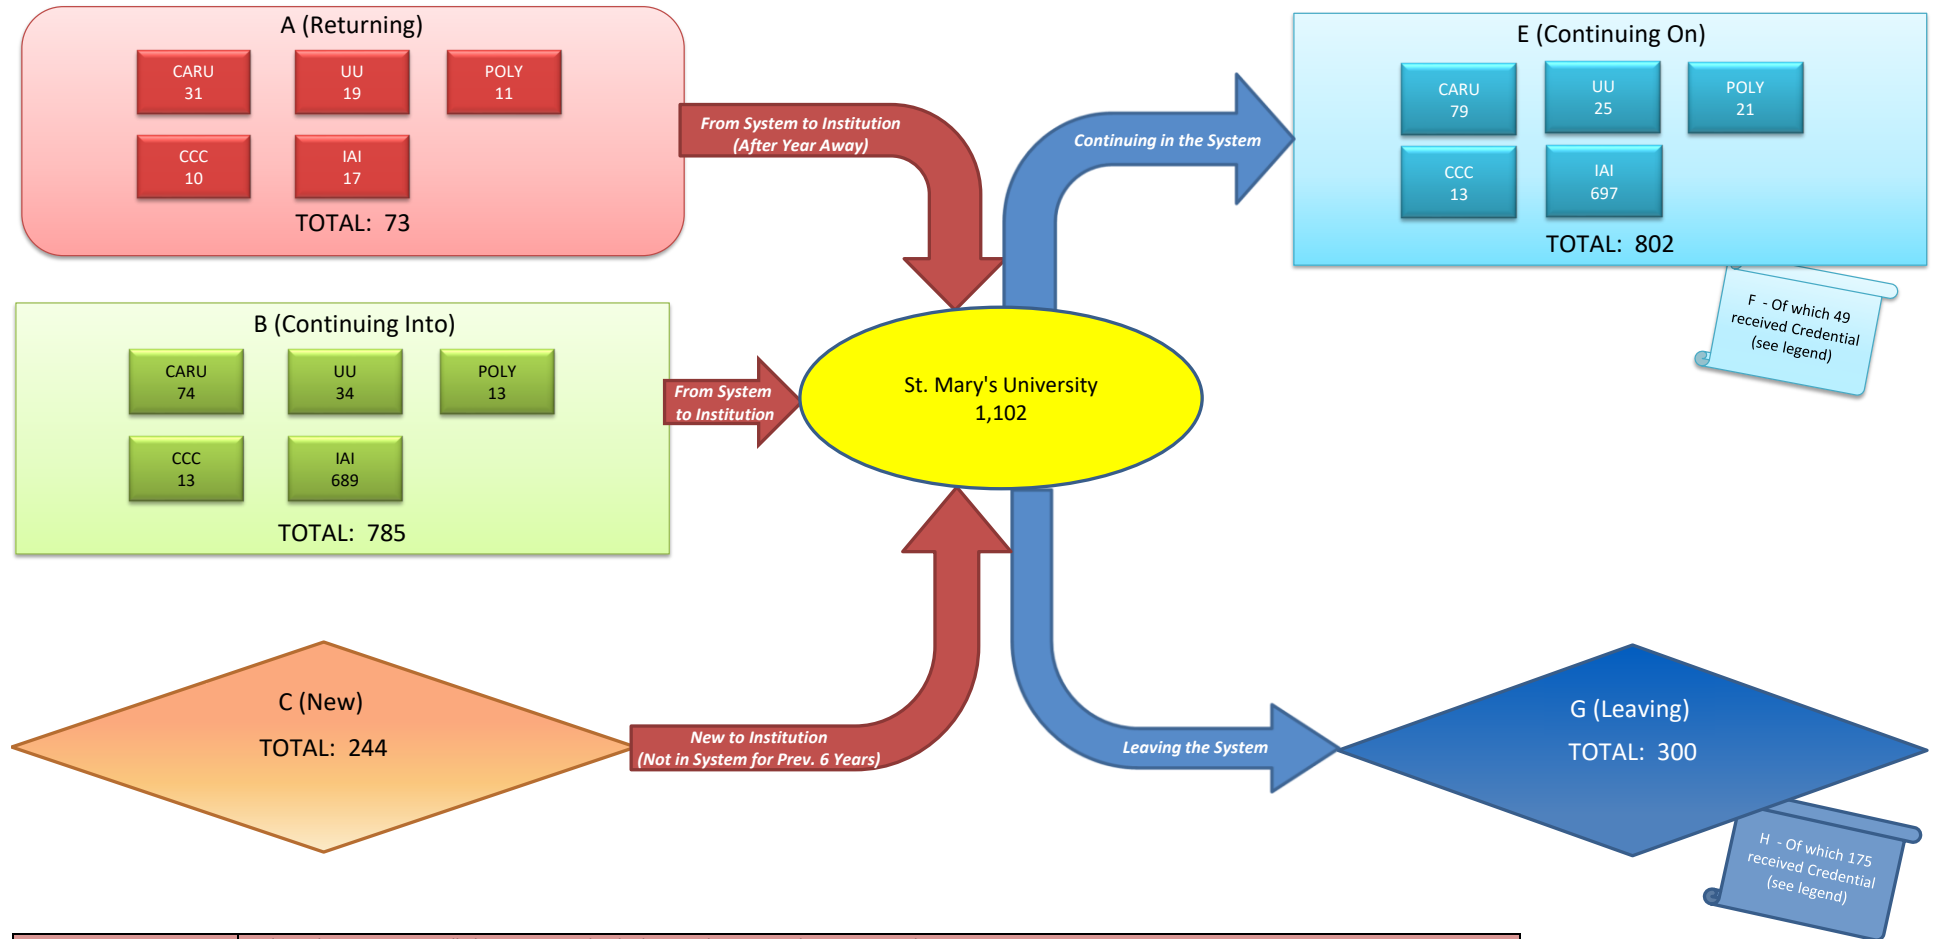 A (Returning)
CARU
31
UU
19
POLY
11
CCC
10
IAI
17
TOTAL: 73
From System to Institution
(After Year Away)
Continuing in the System
E (Continuing On)
CARU
79
UU
25
POLY
21
CCC
13
IAI
697
TOTAL: 802
F - Of which 49
received Credential
(see legend)
B (Continuing Into)
CARU
74
UU
34
POLY
13
CCC
13
IAI
689
TOTAL: 785
From System
to Institution
St. Mary's University
1,102
C (New)
TOTAL: 244
New to Institution
(Not in System for Prev. 6 Years)
Leaving the System
G (Leaving)
TOTAL: 300
H - Of which 175
received Credential
(see legend)